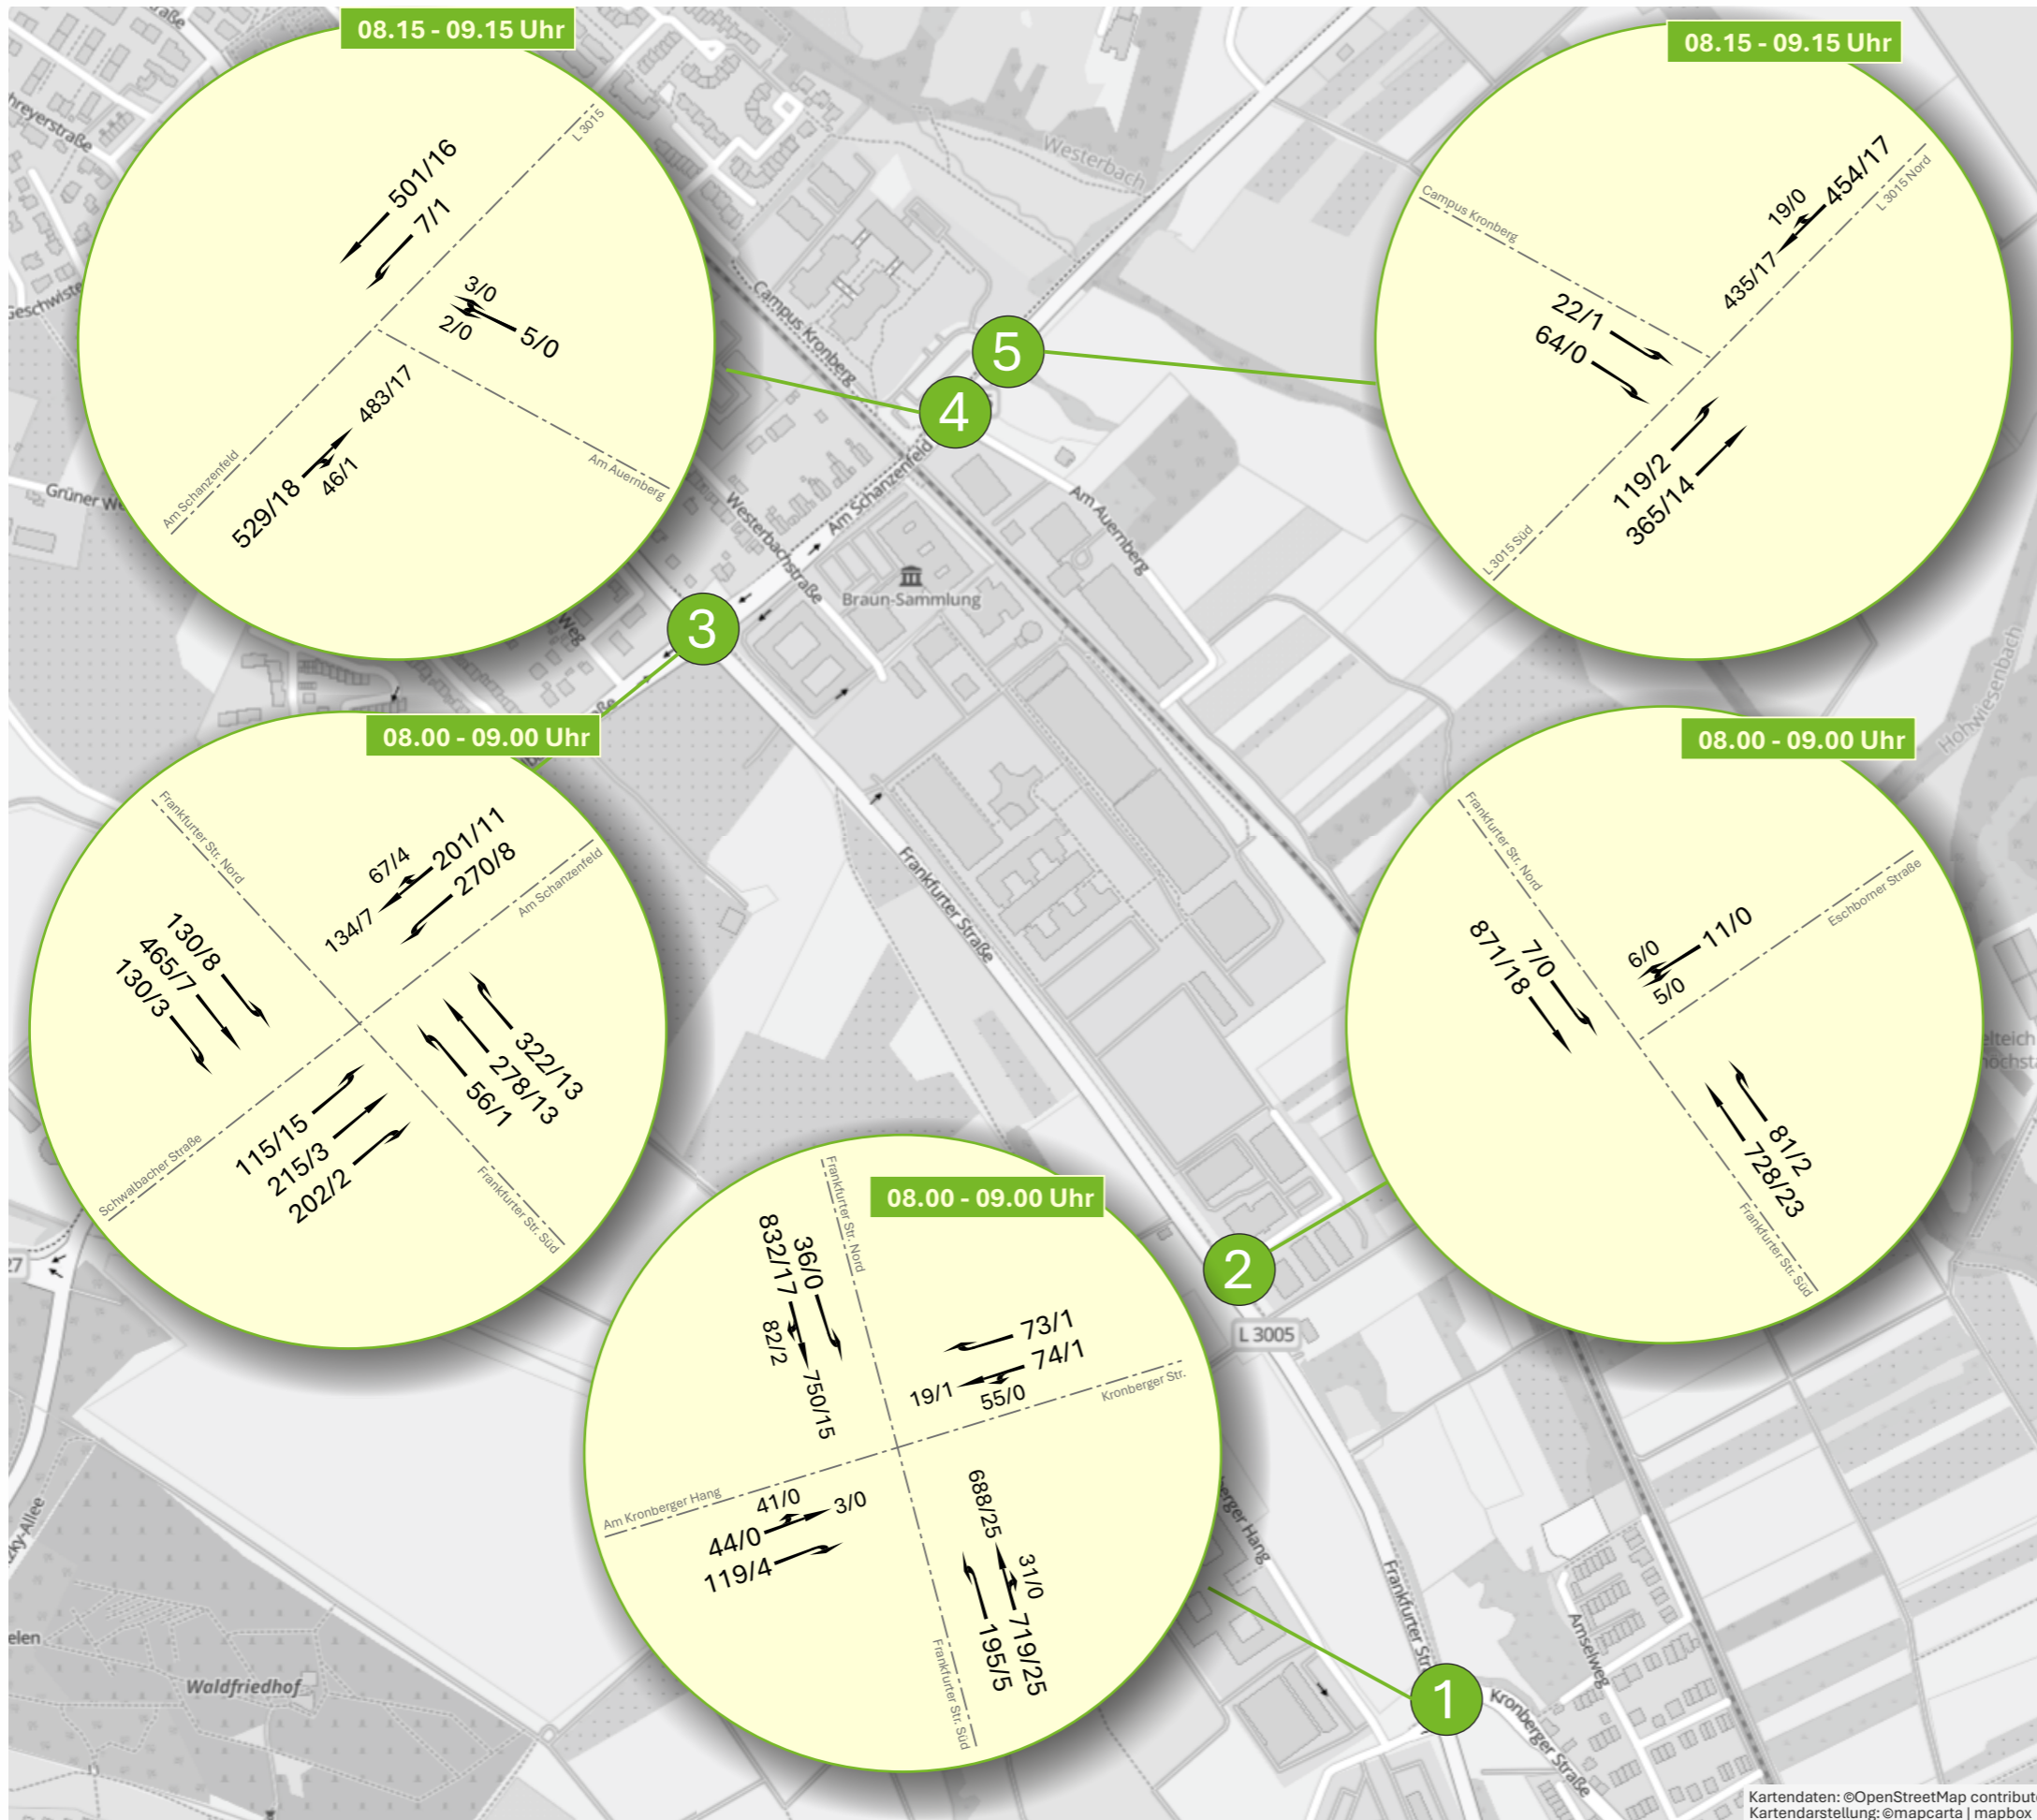 08.15 - 09.15 Uhr
L 3015
501/16
7/1
3/0
2/0
5/0
483/17
46/1
529/18
Am Schanzenfeld
Am Auernberg
08.15 - 09.15 Uhr
Campus Kronberg
L 3015 Nord
454/17
19/0
435/17
22/1
64/0
119/2
365/14
L 3015 Süd
Westerbach
Campus Kronberg
5
4
Am Schanzenfeld
Am Auernberg
Westerbachstraße
Braun-Sammlung
3
Weg
Hohwiesenbach
08.00 - 09.00 Uhr
Frankfurter Str. Nord
67/4
201/11
270/8
134/7
Am Schanzenfeld
130/8
465/7
130/3
322/13
278/13
56/1
115/15
215/3
202/2
Schwalbacher Straße
Frankfurter Str. Süd
Frankfurter Straße
08.00 - 09.00 Uhr
Frankfurter Str. Nord
Eschborner Straße
871/18
7/0
6/0
11/0
5/0
81/2
728/23
Frankfurter Str. Süd
2
L 3005
08.00 - 09.00 Uhr
Frankfurter Str. Nord
832/17
36/0
82/2
750/15
73/1
74/1
19/1
55/0
Kronberger Str.
Am Kronberger Hang
41/0
3/0
44/0
119/4
688/25
31/0
719/25
195/5
Frankfurter Str. Süd
1
Amselweg
Kronberger Straße
Waldfriedhof
Kartendaten: ©OpenStreetMap contribut
Kartendarstellung: ©mapcarta | mapbox